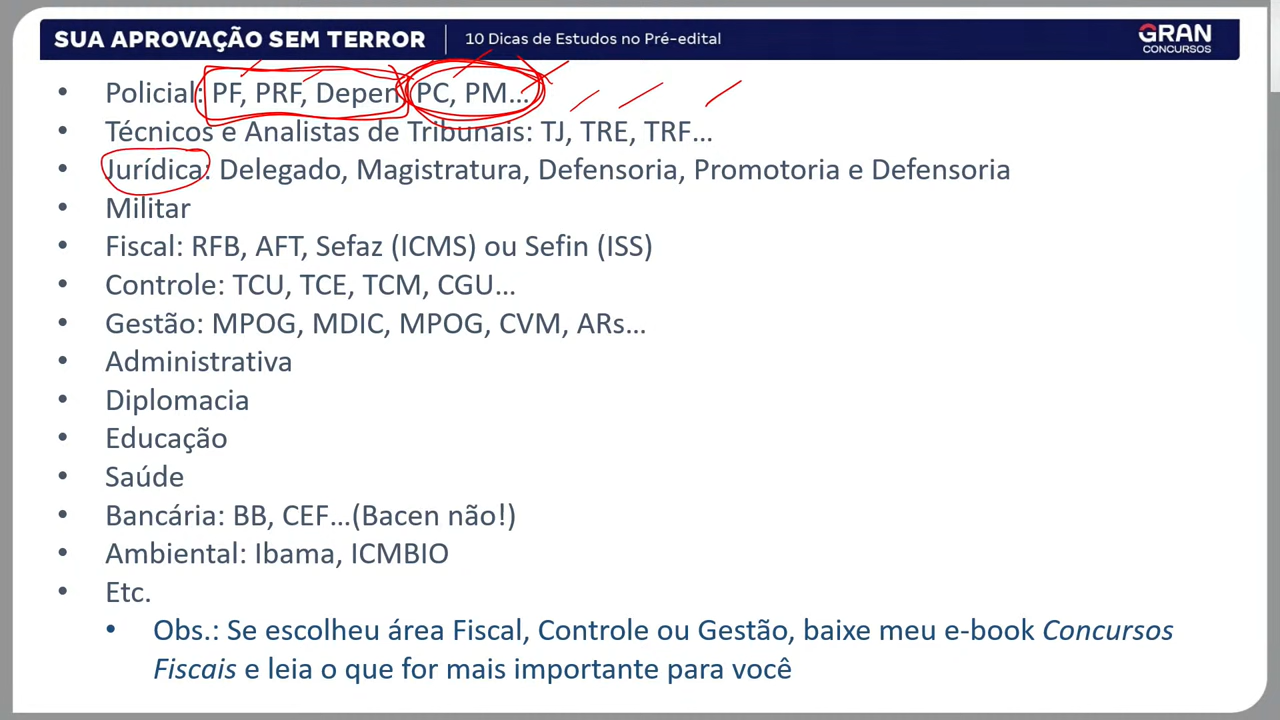 SUA APROVAÇÃO SEM TERROR | 10 Dicas de Estudos no Pré-edital
GRAN
CONCURSOS
• Policial: PF, PRF, Depen, PC, PM...
• Técnicos e Analistas de Tribunais: TJ, TRE, TRF...
• Jurídica: Delegado, Magistratura, Defensoria, Promotoria e Defensoria
• Militar
• Fiscal: RFB, AFT, Sefaz (ICMS) ou Sefin (ISS)
• Controle: TCU, TCE, TCM, CGU...
• Gestão: MPOG, MDIC, MPOG, CVM, ARs...
• Administrativa
• Diplomacia
• Educação
• Saúde
• Bancária: BB, CEF...(Bacen não!)
• Ambiental: Ibama, ICMBIO
• Etc.
• Obs.: Se escolheu área Fiscal, Controle ou Gestão, baixe meu e-book Concursos
Fiscais e leia o que for mais importante para você